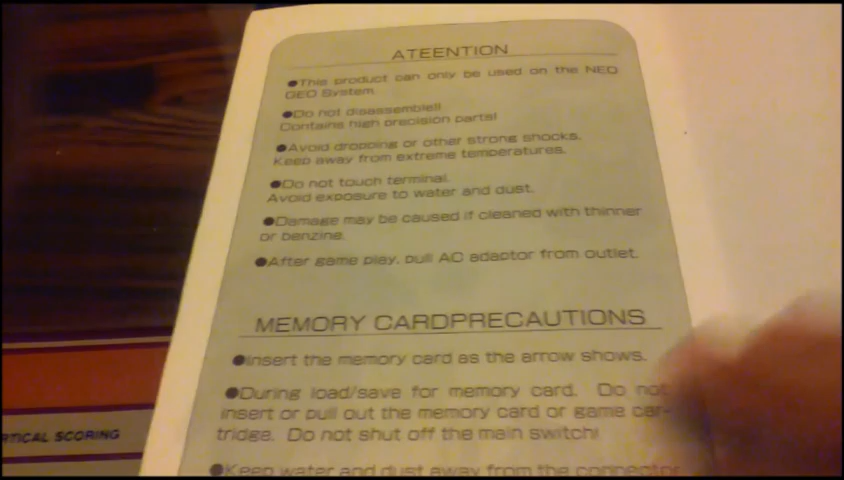 ATEENTION
●This product can only be used on the NEO
GEO System.
●Do not disassemble!!
Contains high precision parts!
●Avoid dropping or other strong shocks.
Keep away from extreme temperatures.
●Do not touch terminal.
Avoid exposure to water and dust.
●Damage may be caused if cleaned with thinner
or benzine.
●After game play, pull AC adaptor from outlet.
MEMORY CARDPRECAUTIONS
●Insert the memory card as the arrow shows.
●During load/save for memory card. Do not
insert or pull out the memory card or game car-
tridge. Do not shut off the main switch!
●Keep water and dust away from the connector
RTICAL SCORING